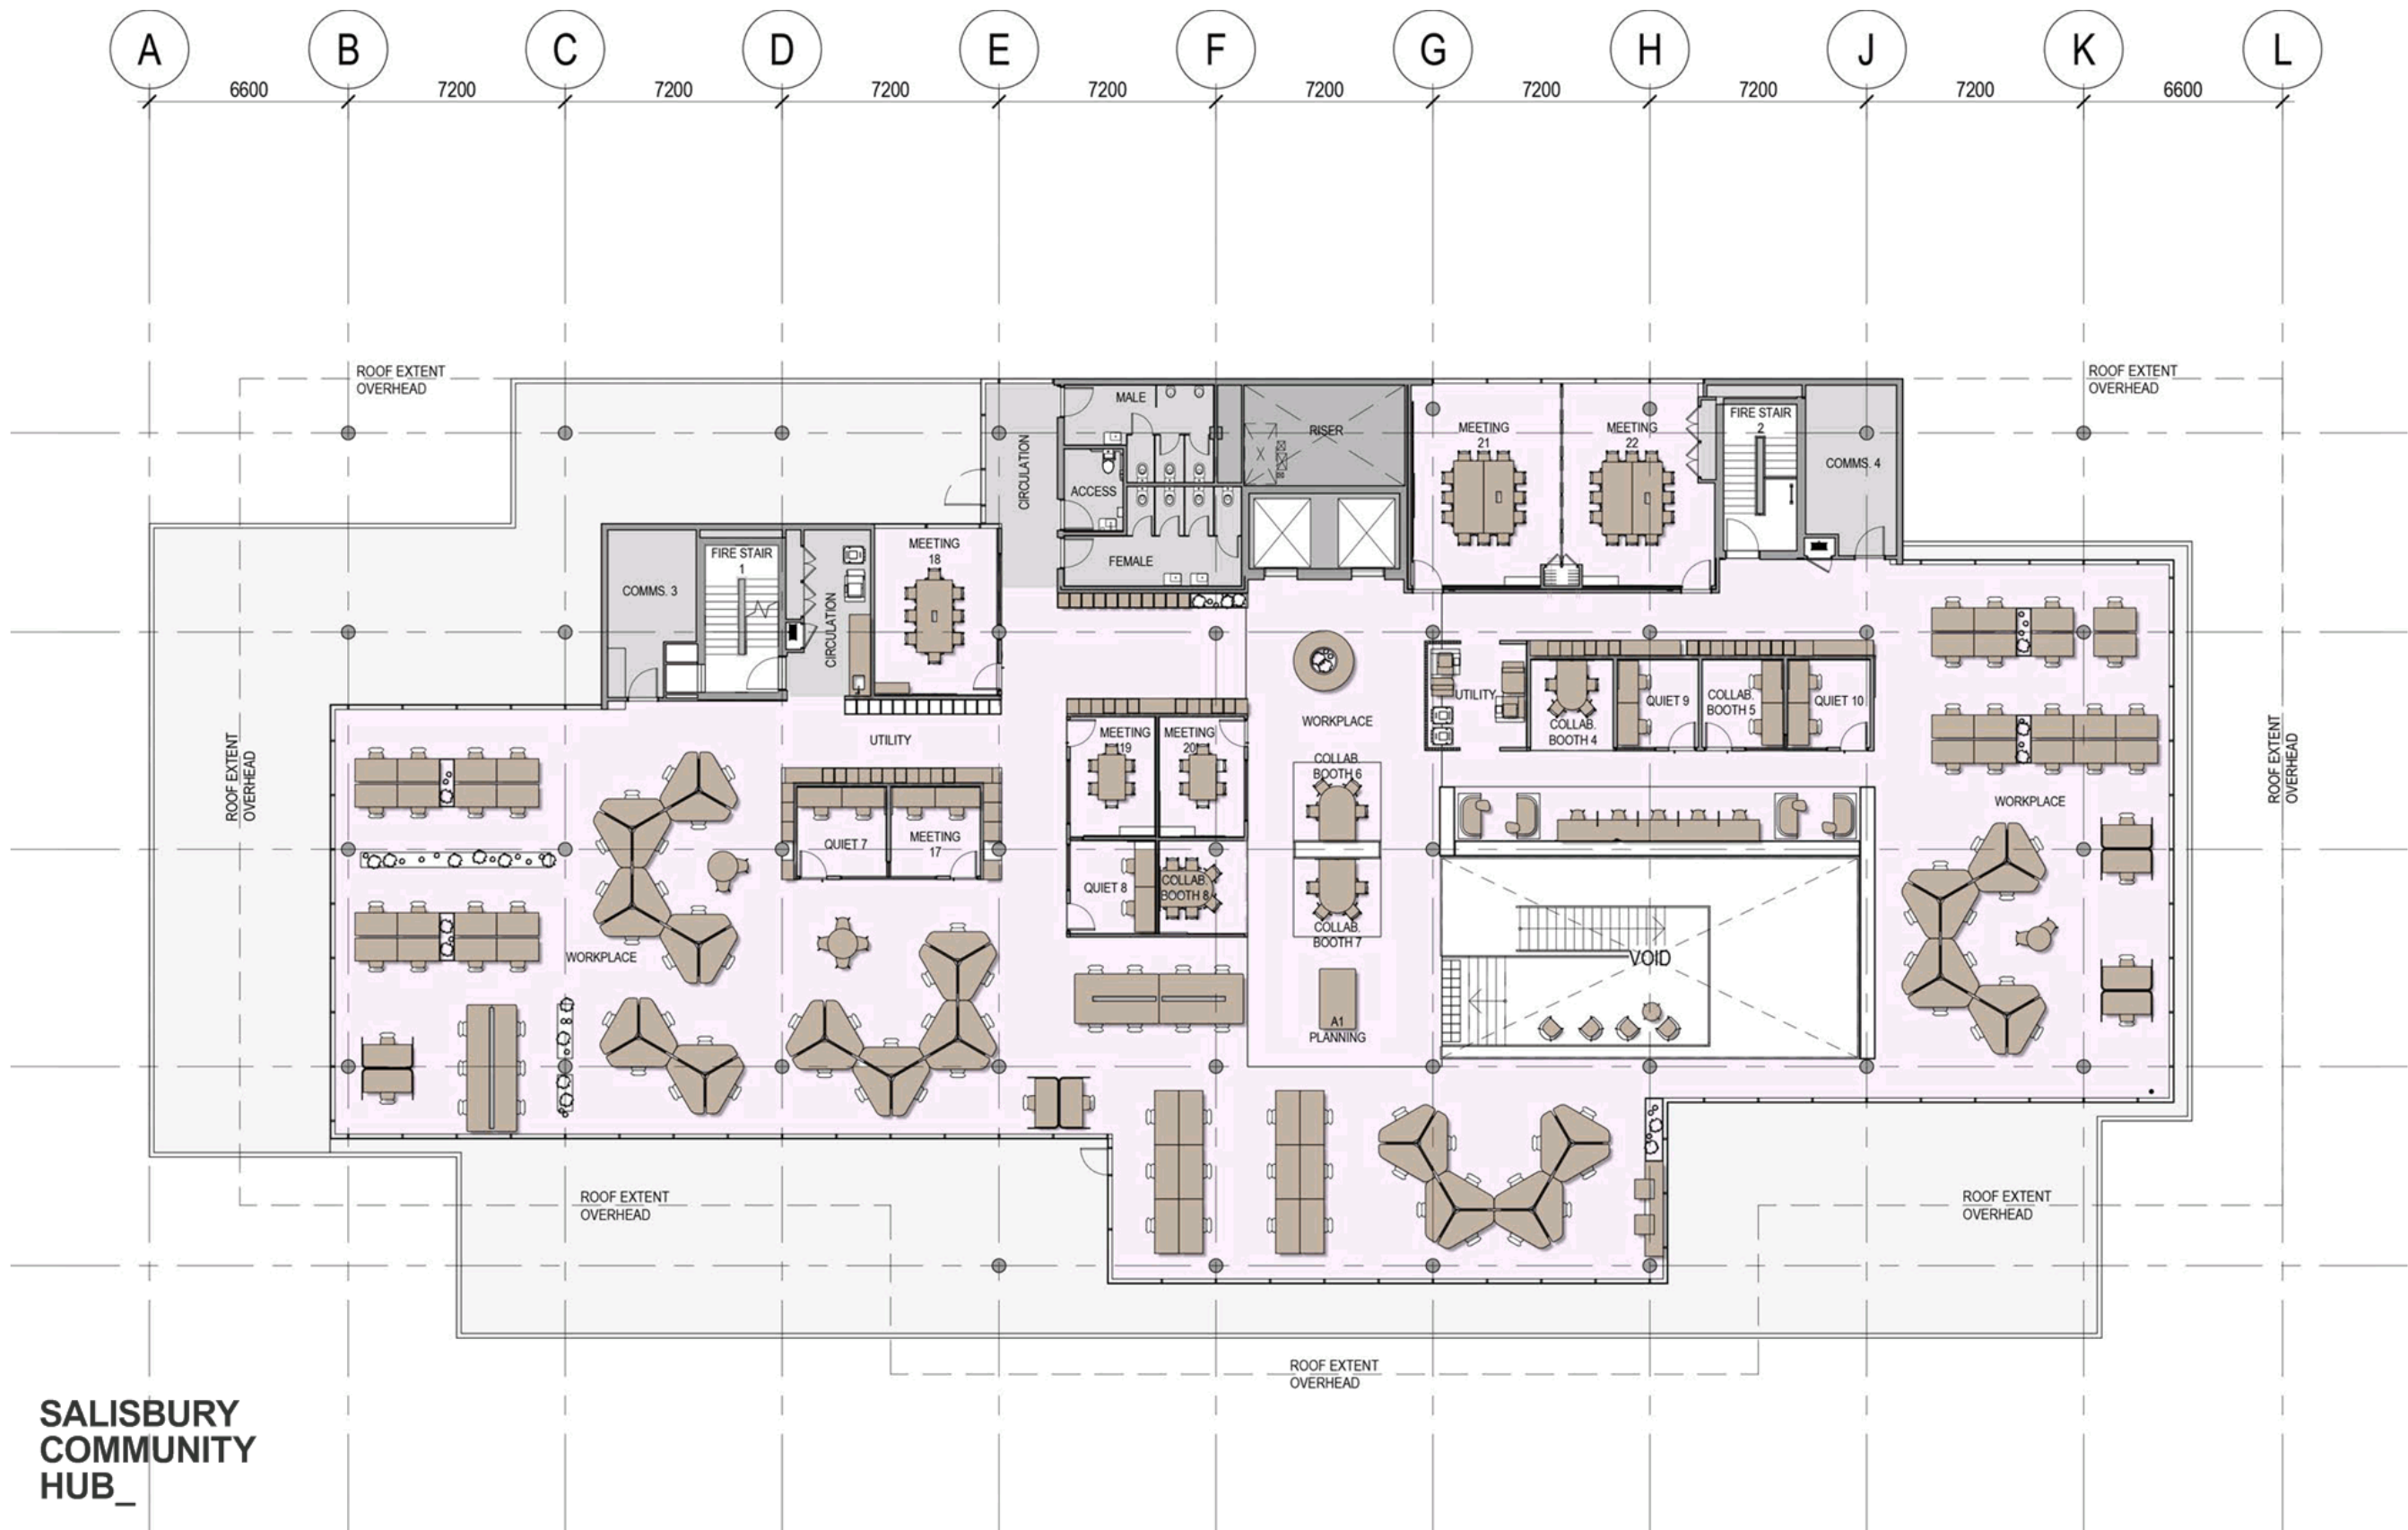 A B C D E F G H J K L
6600 7200 7200 7200 7200 7200 7200 7200 7200 6600
ROOF EXTENT
OVERHEAD
ROOF EXTENT
OVERHEAD
MALE
RISER
CIRCULATION
ACCESS
FEMALE
MEETING
21
MEETING
22
FIRE STAIR
2
COMMS. 4
COMMS. 3
FIRE STAIR
1
CIRCULATION
MEETING
18
ROOF EXTENT
OVERHEAD
UTILITY
MEETING
19
MEETING
20
WORKPLACE
UTILITY
COLLAB.
BOOTH 4
QUIET 9
COLLAB.
BOOTH 5
QUIET 10
ROOF EXTENT
OVERHEAD
COLLAB.
BOOTH 6
WORKPLACE
QUIET 7
MEETING
17
QUIET 8
COLLAB.
BOOTH 8
COLLAB.
BOOTH 7
WORKPLACE
VOID
A1
PLANNING
ROOF EXTENT
OVERHEAD
ROOF EXTENT
OVERHEAD
ROOF EXTENT
OVERHEAD
SALISBURY
COMMUNITY
HUB_